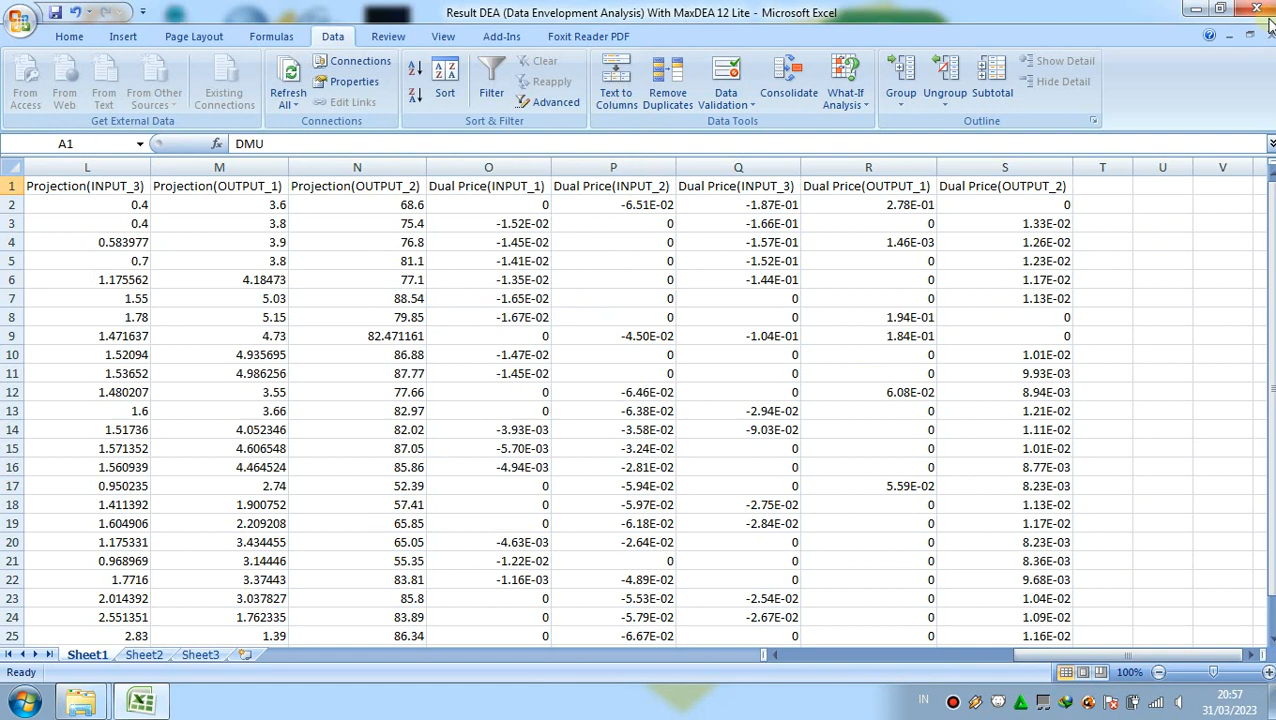 Result DEA (Data Envelopment Analysis) With MaxDEA 12 Lite - Microsoft Excel
Home Insert Page Layout Formulas Data Review View Add-Ins Foxit Reader PDF
From Access From Web From Text From Other Sources Existing Connections Refresh All Connections Properties Edit Links Sort Filter Clear Reapply Advanced Text to Columns Remove Duplicates Data Validation Consolidate What-If Analysis Group Ungroup Subtotal Show Detail Hide Detail
Get External Data Connections Sort & Filter Data Tools Outline
A1 fx DMU
L M N O P Q R S T U V
1 Projection(INPUT_3) Projection(OUTPUT_1) Projection(OUTPUT_2) Dual Price(INPUT_1) Dual Price(INPUT_2) Dual Price(INPUT_3) Dual Price(OUTPUT_1) Dual Price(OUTPUT_2)
2 0.4 3.6 68.6 0 -6.51E-02 -1.87E-01 2.78E-01 0
3 0.4 3.8 75.4 -1.52E-02 0 -1.66E-01 0 1.33E-02
4 0.583977 3.9 76.8 -1.45E-02 0 -1.57E-01 1.46E-03 1.26E-02
5 0.7 3.8 81.1 -1.41E-02 0 -1.52E-01 0 1.23E-02
6 1.175562 4.18473 77.1 -1.35E-02 0 -1.44E-01 0 1.17E-02
7 1.55 5.03 88.54 -1.65E-02 0 0 0 1.13E-02
8 1.78 5.15 79.85 -1.67E-02 0 0 1.94E-01 0
9 1.471637 4.73 82.471161 0 -4.50E-02 -1.04E-01 1.84E-01 0
10 1.52094 4.935695 86.88 -1.47E-02 0 0 0 1.01E-02
11 1.53652 4.986256 87.77 -1.45E-02 0 0 0 9.93E-03
12 1.480207 3.55 77.66 0 -6.46E-02 0 6.08E-02 8.94E-03
13 1.6 3.66 82.97 0 -6.38E-02 -2.94E-02 0 1.21E-02
14 1.51736 4.052346 82.02 -3.93E-03 -3.58E-02 -9.03E-02 0 1.11E-02
15 1.571352 4.606548 87.05 -5.70E-03 -3.24E-02 0 0 1.01E-02
16 1.560939 4.464524 85.86 -4.94E-03 -2.81E-02 0 0 8.77E-03
17 0.950235 2.74 52.39 0 -5.94E-02 0 5.59E-02 8.23E-03
18 1.411392 1.900752 57.41 0 -5.97E-02 -2.75E-02 0 1.13E-02
19 1.604906 2.209208 65.85 0 -6.18E-02 -2.84E-02 0 1.17E-02
20 1.175331 3.434455 65.05 -4.63E-03 -2.64E-02 0 0 8.23E-03
21 0.968969 3.14446 55.35 -1.22E-02 0 0 0 8.36E-03
22 1.7716 3.37443 83.81 -1.16E-03 -4.89E-02 0 0 9.68E-03
23 2.014392 3.037827 85.8 0 -5.53E-02 -2.54E-02 0 1.04E-02
24 2.551351 1.762335 83.89 0 -5.79E-02 -2.67E-02 0 1.09E-02
25 2.83 1.39 86.34 0 -6.67E-02 0 0 1.16E-02
Sheet1 Sheet2 Sheet3
Ready 100%
IN 20:57
31/03/2023